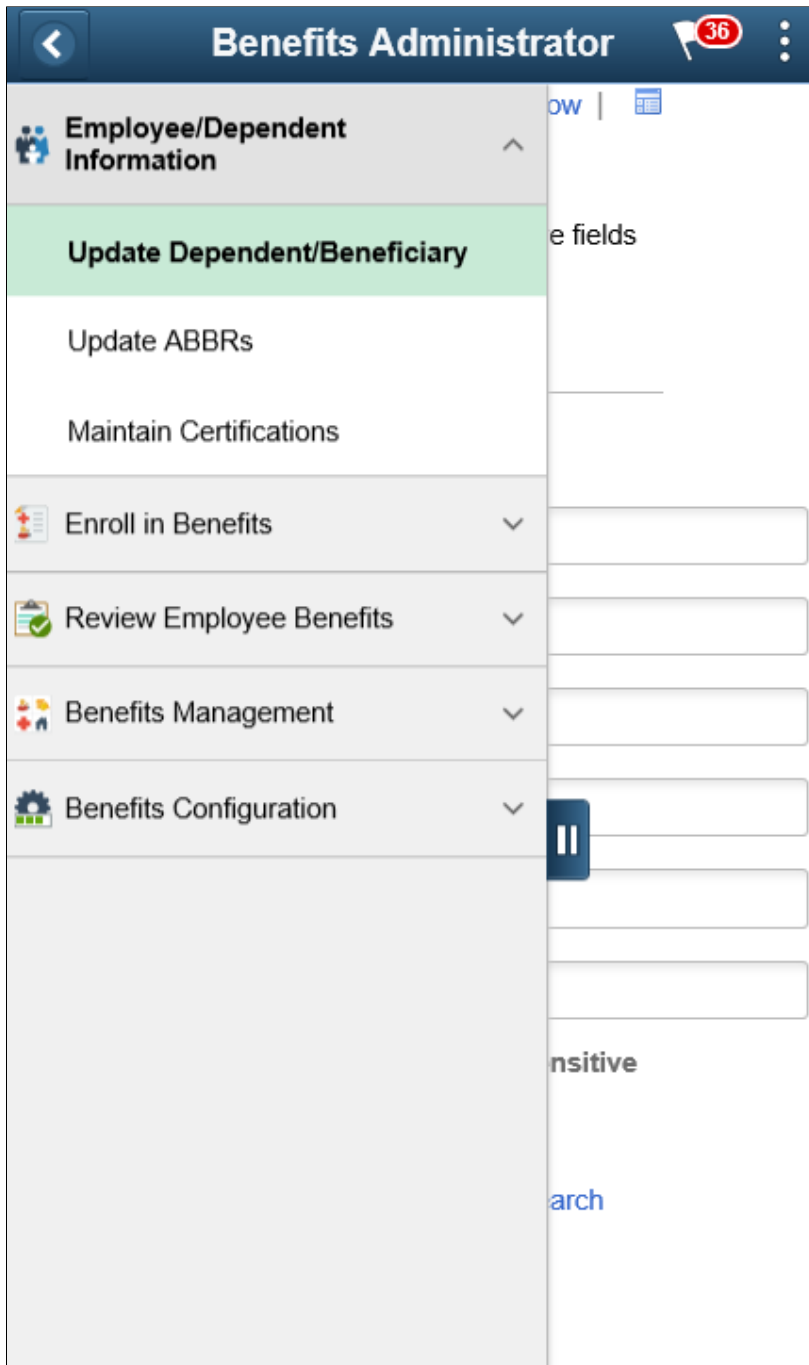 Benefits Administrator
36
ow |
Employee/Dependent
Information
Update Dependent/Beneficiary
e fields
Update ABBRs
Maintain Certifications
Enroll in Benefits
Review Employee Benefits
Benefits Management
Benefits Configuration
nsitive
arch